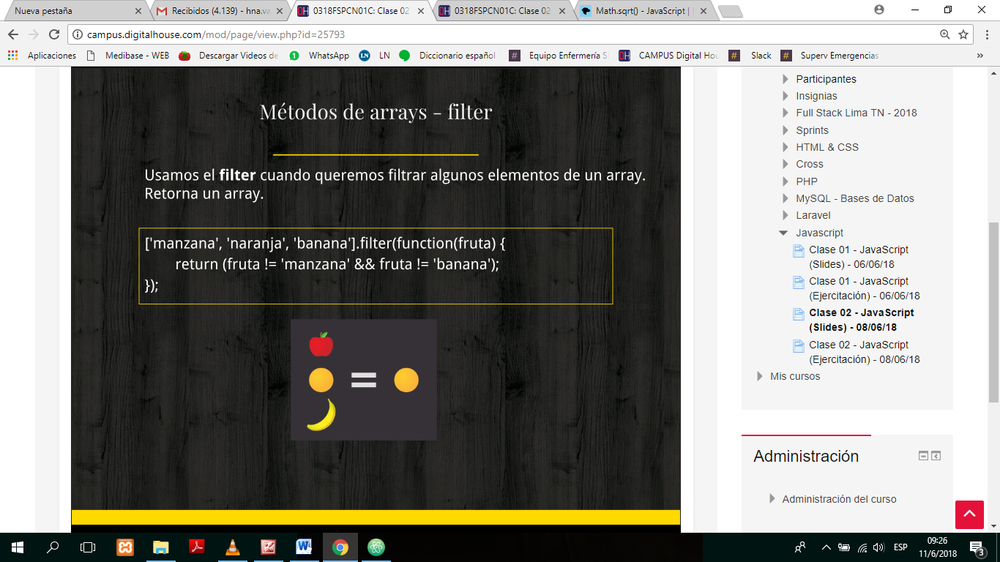 Nueva pestaña
Recibidos (4.139) - hna.va
0318FSPCN01C: Clase 02
0318FSPCN01C: Clase 02
Math.sqrt() - JavaScript |
campus.digitalhouse.com/mod/page/view.php?id=25793
Aplicaciones
Medibase - WEB
Descargar Videos de
1
WhatsApp
LN
LN
Diccionario español
#
Equipo Enfermería S
DH
CAMPUS Digital Hou
#
Slack
#
Superv Emergencias
»
Métodos de arrays - filter
Usamos el filter cuando queremos filtrar algunos elementos de un array.
Retorna un array.
['manzana', 'naranja', 'banana'].filter(function(fruta) {
return (fruta != 'manzana' && fruta != 'banana');
});
=
Participantes
Insignias
Full Stack Lima TN - 2018
Sprints
HTML & CSS
Cross
PHP
MySQL - Bases de Datos
Laravel
Javascript
Clase 01 - JavaScript
(Slides) - 06/06/18
Clase 01 - JavaScript
(Ejercitación) - 06/06/18
Clase 02 - JavaScript
(Slides) - 08/06/18
Clase 02 - JavaScript
(Ejercitación) - 08/06/18
Mis cursos
Administración
Administración del curso
ESP
09:26
11/6/2018
3